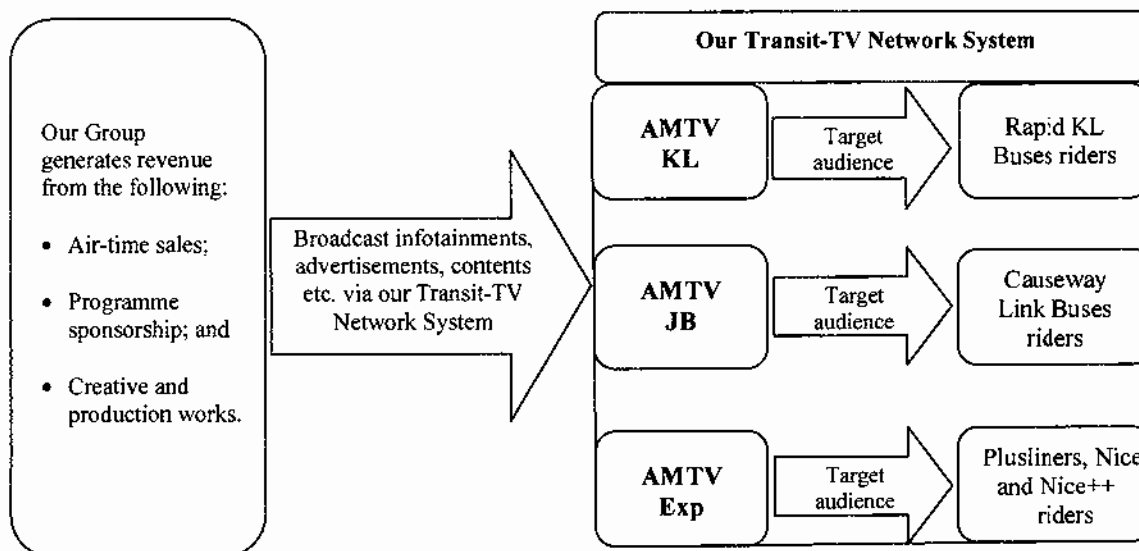 Our Group
generates revenue
from the following:
• Air-time sales;
• Programme
sponsorship; and
• Creative and
production works.
Broadcast infotainments,
advertisements, contents
etc. via our Transit-TV
Network System
Our Transit-TV Network System
AMTV
KL
Target
audience
Rapid KL
Buses riders
AMTV
JB
Target
audience
Causeway
Link Buses
riders
AMTV
Exp
Target
audience
Plusliners, Nice
and Nice++
riders